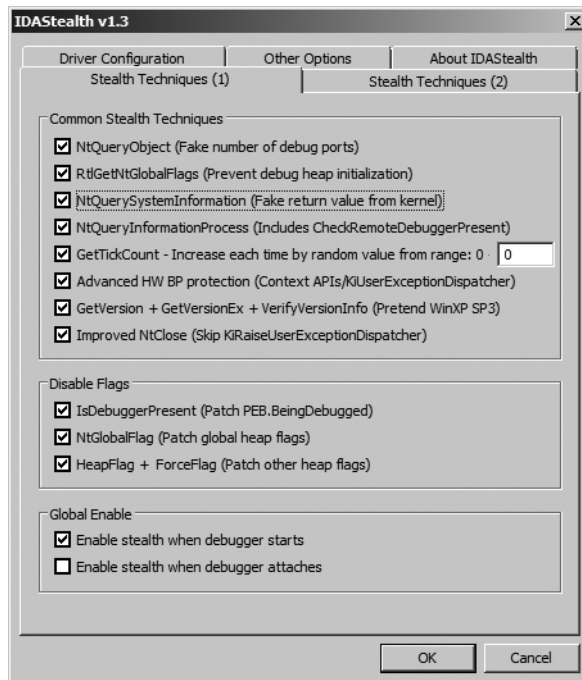 IDAStealth v1.3
Driver Configuration
Other Options
About IDAStealth
Stealth Techniques (1)
Stealth Techniques (2)
Common Stealth Techniques
NtQueryObject (Fake number of debug ports)
RtlGetNtGlobalFlags (Prevent debug heap initialization)
NtQuerySystemInformation (Fake return value from kernel)
NtQueryInformationProcess (Includes CheckRemoteDebuggerPresent)
GetTickCount - Increase each time by random value from range: 0 - 0
Advanced HW BP protection (Context APIs/KiUserExceptionDispatcher)
GetVersion + GetVersionEx + VerifyVersionInfo (Pretend WinXP SP3)
Improved NtClose (Skip KiRaiseUserExceptionDispatcher)
Disable Flags
IsDebuggerPresent (Patch PEB.BeingDebugged)
NtGlobalFlag (Patch global heap flags)
HeapFlag + ForceFlag (Patch other heap flags)
Global Enable
Enable stealth when debugger starts
Enable stealth when debugger attaches
OK
Cancel